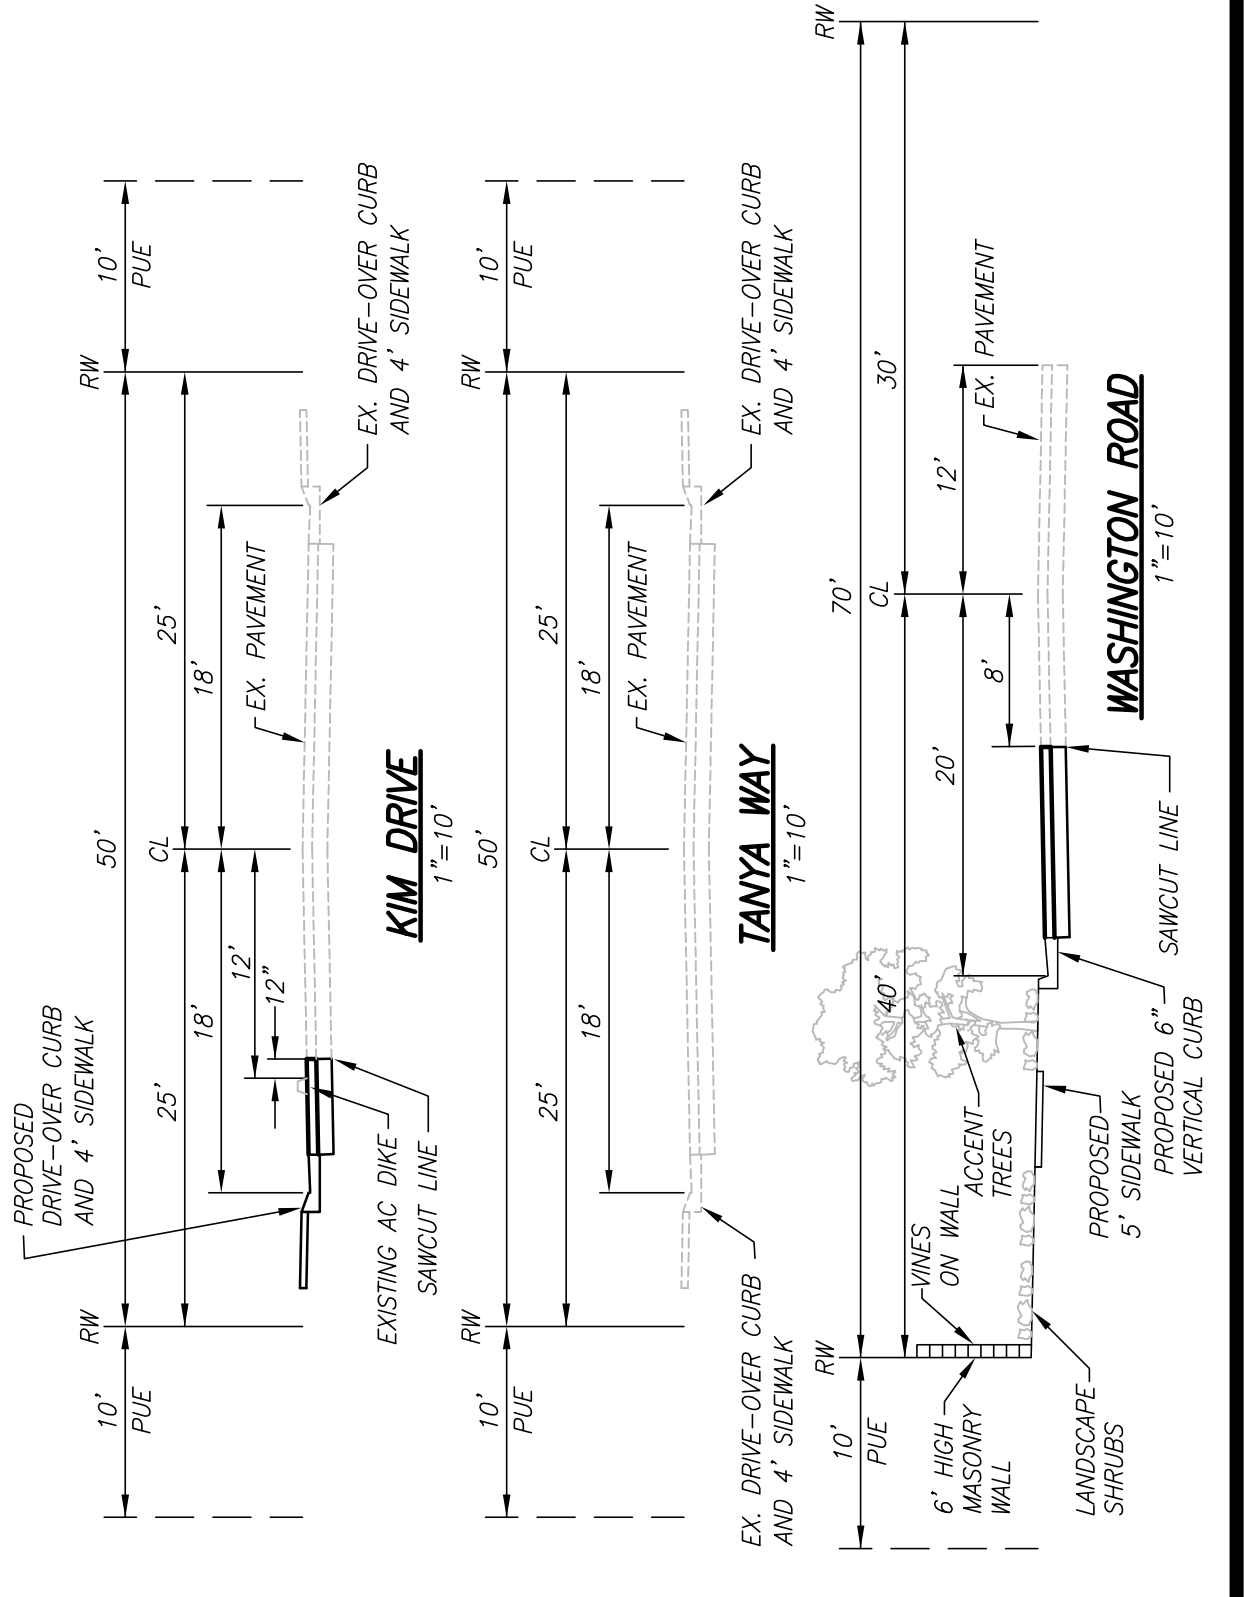 PROPOSED
DRIVE-OVER CURB
AND 4' SIDEWALK
10'
PUE
RW
50'
RW
10'
PUE
25'
CL
25'
18'
12'
12"
18'
EX. PAVEMENT
EXISTING AC DIKE
SAWCUT LINE
EX. DRIVE-OVER CURB
AND 4' SIDEWALK
KIM DRIVE
1"=10'
10'
PUE
RW
50'
RW
10'
PUE
25'
CL
25'
18'
18'
EX. PAVEMENT
EX. DRIVE-OVER CURB
AND 4' SIDEWALK
EX. DRIVE-OVER CURB
AND 4' SIDEWALK
TANYA WAY
1"=10'
10'
PUE
RW
70'
RW
40'
CL
30'
6' HIGH
MASONRY
WALL
VINES
ON WALL
ACCENT
TREES
20'
12'
8'
EX. PAVEMENT
LANDSCAPE
SHRUBS
PROPOSED
5' SIDEWALK
PROPOSED 6"
VERTICAL CURB
SAWCUT LINE
WASHINGTON ROAD
1"=10'